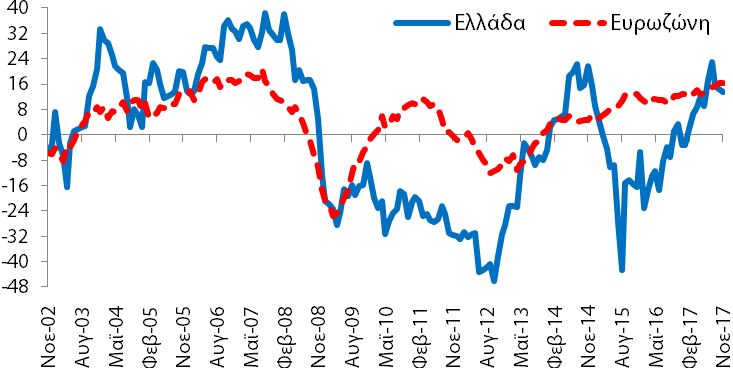 Ελλάδα
Ευρωζώνη
40
32
24
16
8
0
-8
-16
-24
-32
-40
-48
Νοε-02
Αυγ-03
Μαϊ-04
Φεβ-05
Νοε-05
Αυγ-06
Μαϊ-07
Φεβ-08
Νοε-08
Αυγ-09
Μαϊ-10
Φεβ-11
Νοε-11
Αυγ-12
Μαϊ-13
Φεβ-14
Νοε-14
Αυγ-15
Μαϊ-16
Φεβ-17
Νοε-17